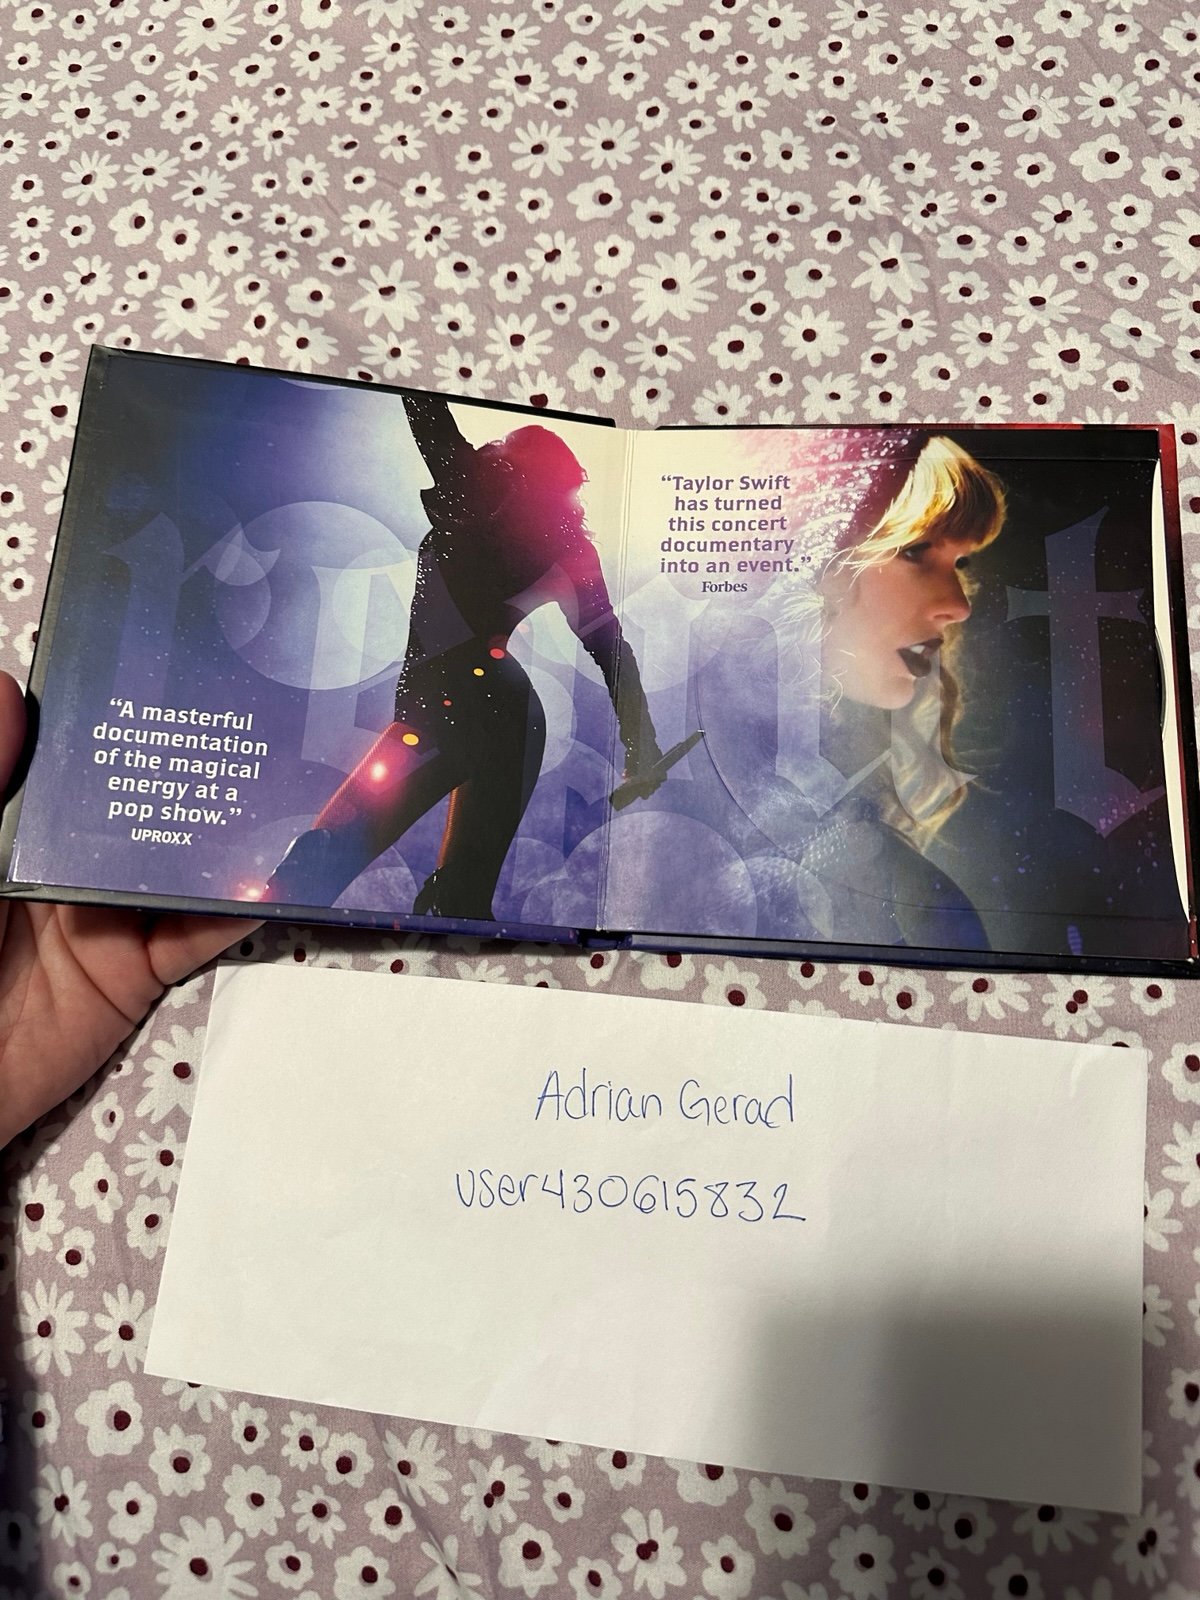 “A masterful
documentation
of the magical
energy at a
pop show.”
UPROXX
“Taylor Swift
has turned
this concert
documentary
into an event.”
Forbes
Adrian Gerad
user430615832